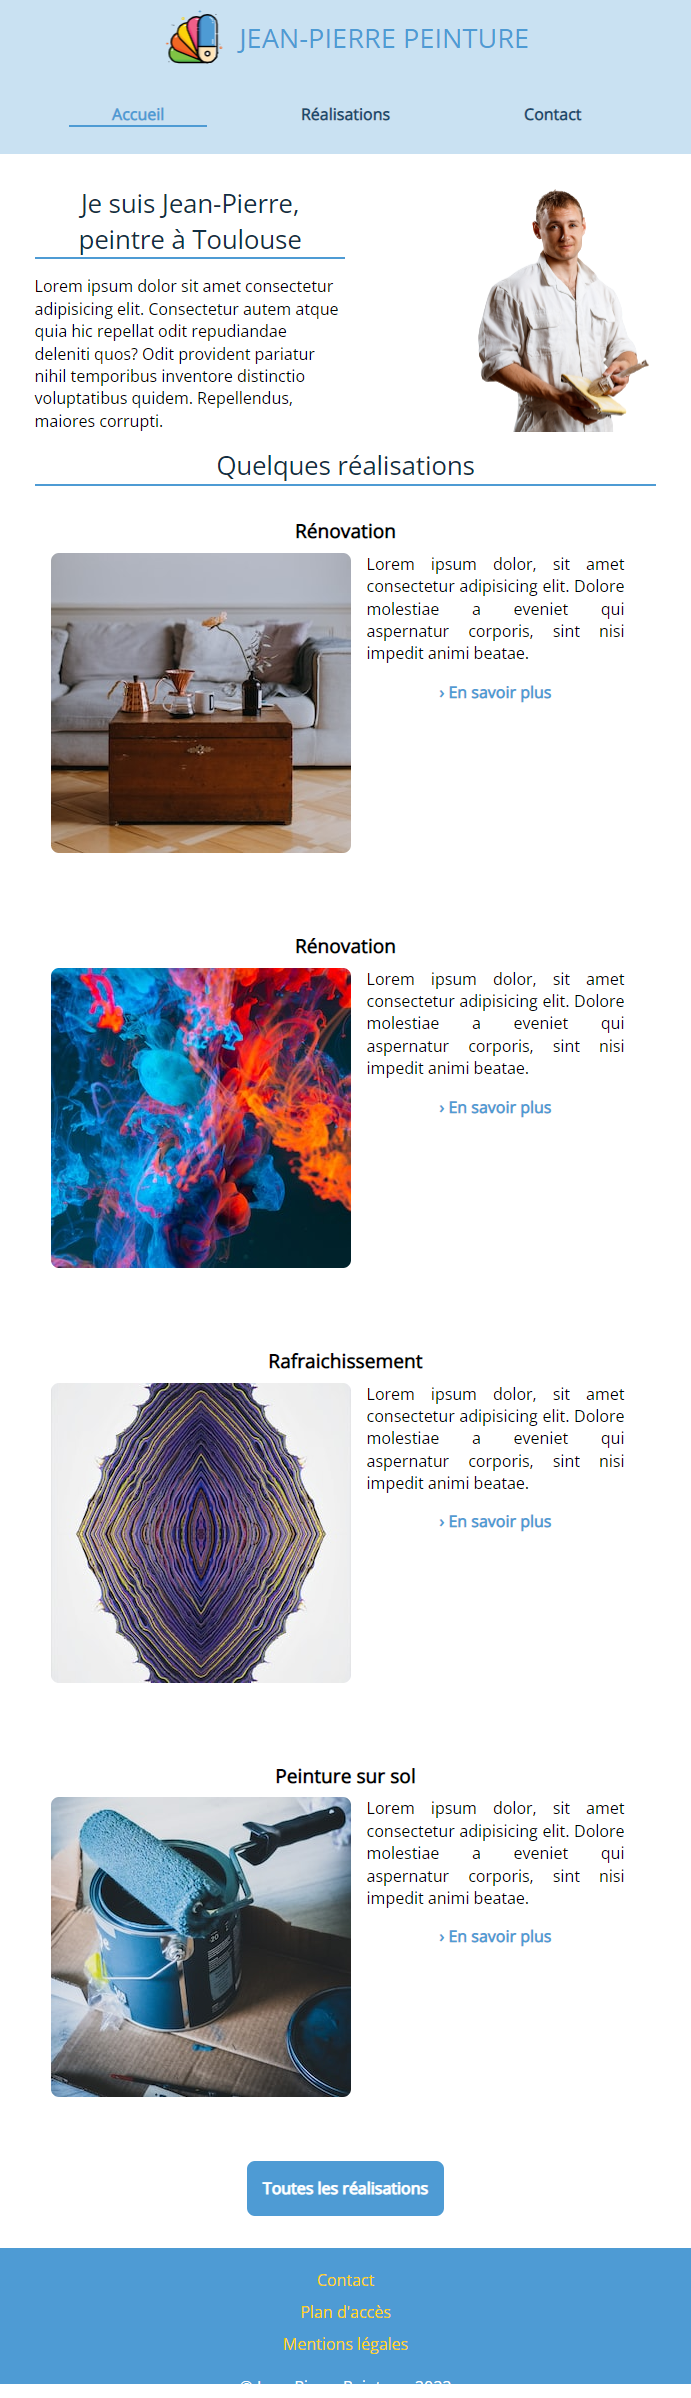 JEAN-PIERRE PEINTURE
Accueil
Réalisations
Contact
Je suis Jean-Pierre,
peintre à Toulouse
Lorem ipsum dolor sit amet consectetur
adipisicing elit. Consectetur autem atque
quia hic repellat odit repudiandae
deleniti quos? Odit provident pariatur
nihil temporibus inventore distinctio
voluptatibus quidem. Repellendus,
maiores corrupti.
Quelques réalisations
Rénovation
Lorem ipsum dolor, sit amet
consectetur adipisicing elit. Dolore
molestiae a eveniet qui
aspernatur corporis, sint nisi
impedit animi beatae.
› En savoir plus
Rénovation
Lorem ipsum dolor, sit amet
consectetur adipisicing elit. Dolore
molestiae a eveniet qui
aspernatur corporis, sint nisi
impedit animi beatae.
› En savoir plus
Rafraichissement
Lorem ipsum dolor, sit amet
consectetur adipisicing elit. Dolore
molestiae a eveniet qui
aspernatur corporis, sint nisi
impedit animi beatae.
› En savoir plus
Peinture sur sol
Lorem ipsum dolor, sit amet
consectetur adipisicing elit. Dolore
molestiae a eveniet qui
aspernatur corporis, sint nisi
impedit animi beatae.
› En savoir plus
Toutes les réalisations
Contact
Plan d'accès
Mentions légales